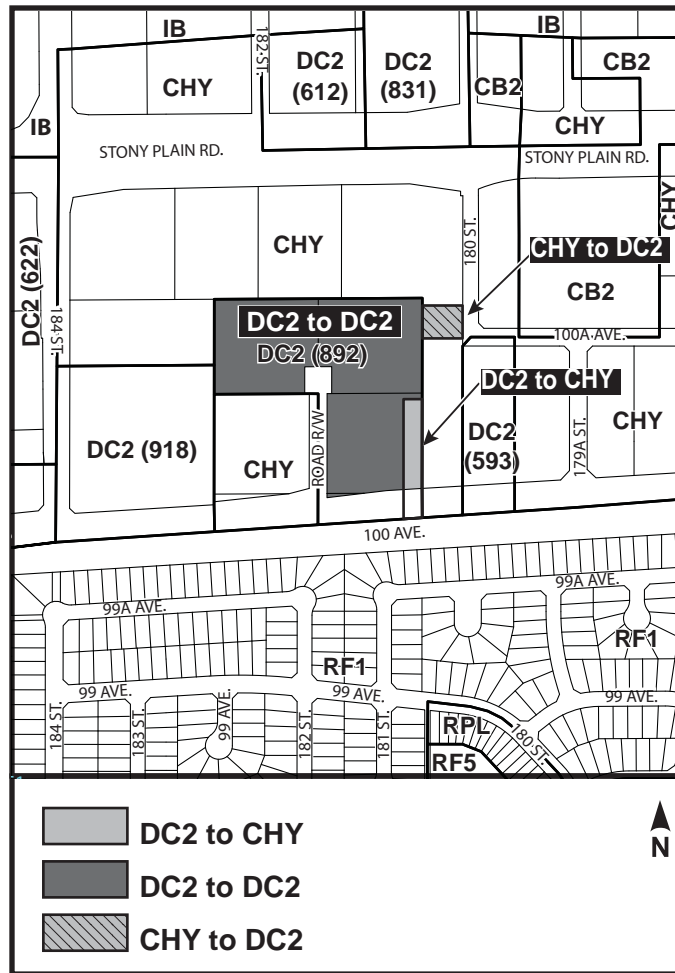 IB
IB
182 ST.
CHY
DC2
(612)
DC2
(831)
CB2
CB2
IB
CHY
STONY PLAIN RD.
STONY PLAIN RD.
CHY
DC2 (622)
184 ST.
CHY
180 ST.
CHY to DC2
CB2
DC2 to DC2
DC2 (892)
100A AVE.
DC2 to CHY
DC2 (918)
CHY
ROAD R/W
DC2
(593)
179A ST.
CHY
100 AVE.
99A AVE.
99A AVE.
RF1
RF1
99 AVE.
99 AVE.
99 AVE.
99 AVE.
184 ST.
183 ST.
182 ST.
181 ST.
RPL
180 ST.
RF5
DC2 to CHY
DC2 to DC2
CHY to DC2
N